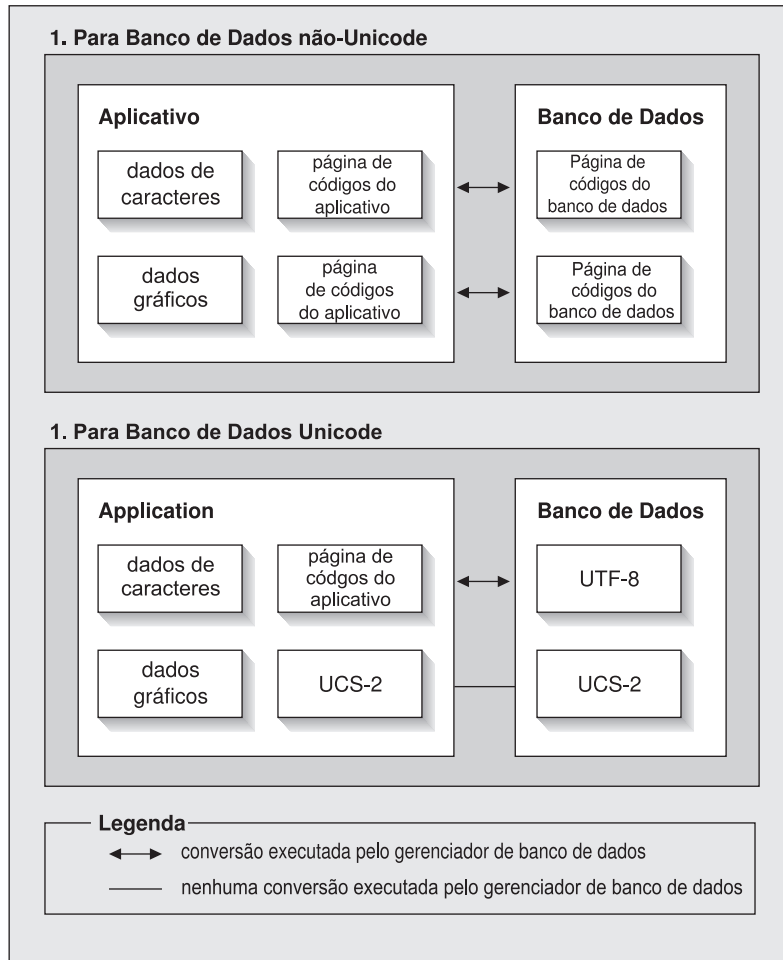 1. Para Banco de Dados não-Unicode
Aplicativo
Banco de Dados
dados de
caracteres
página de
códigos do
aplicativo
Página de
códigos do
banco de dados
dados
gráficos
página
de códigos
do aplicativo
Página de
códigos do
banco de dados
1. Para Banco de Dados Unicode
Application
Banco de Dados
dados de
caracteres
página de
códgos do
aplicativo
UTF-8
dados
gráficos
UCS-2
UCS-2
Legenda
conversão executada pelo gerenciador de banco de dados
nenhuma conversão executada pelo gerenciador de banco de dados